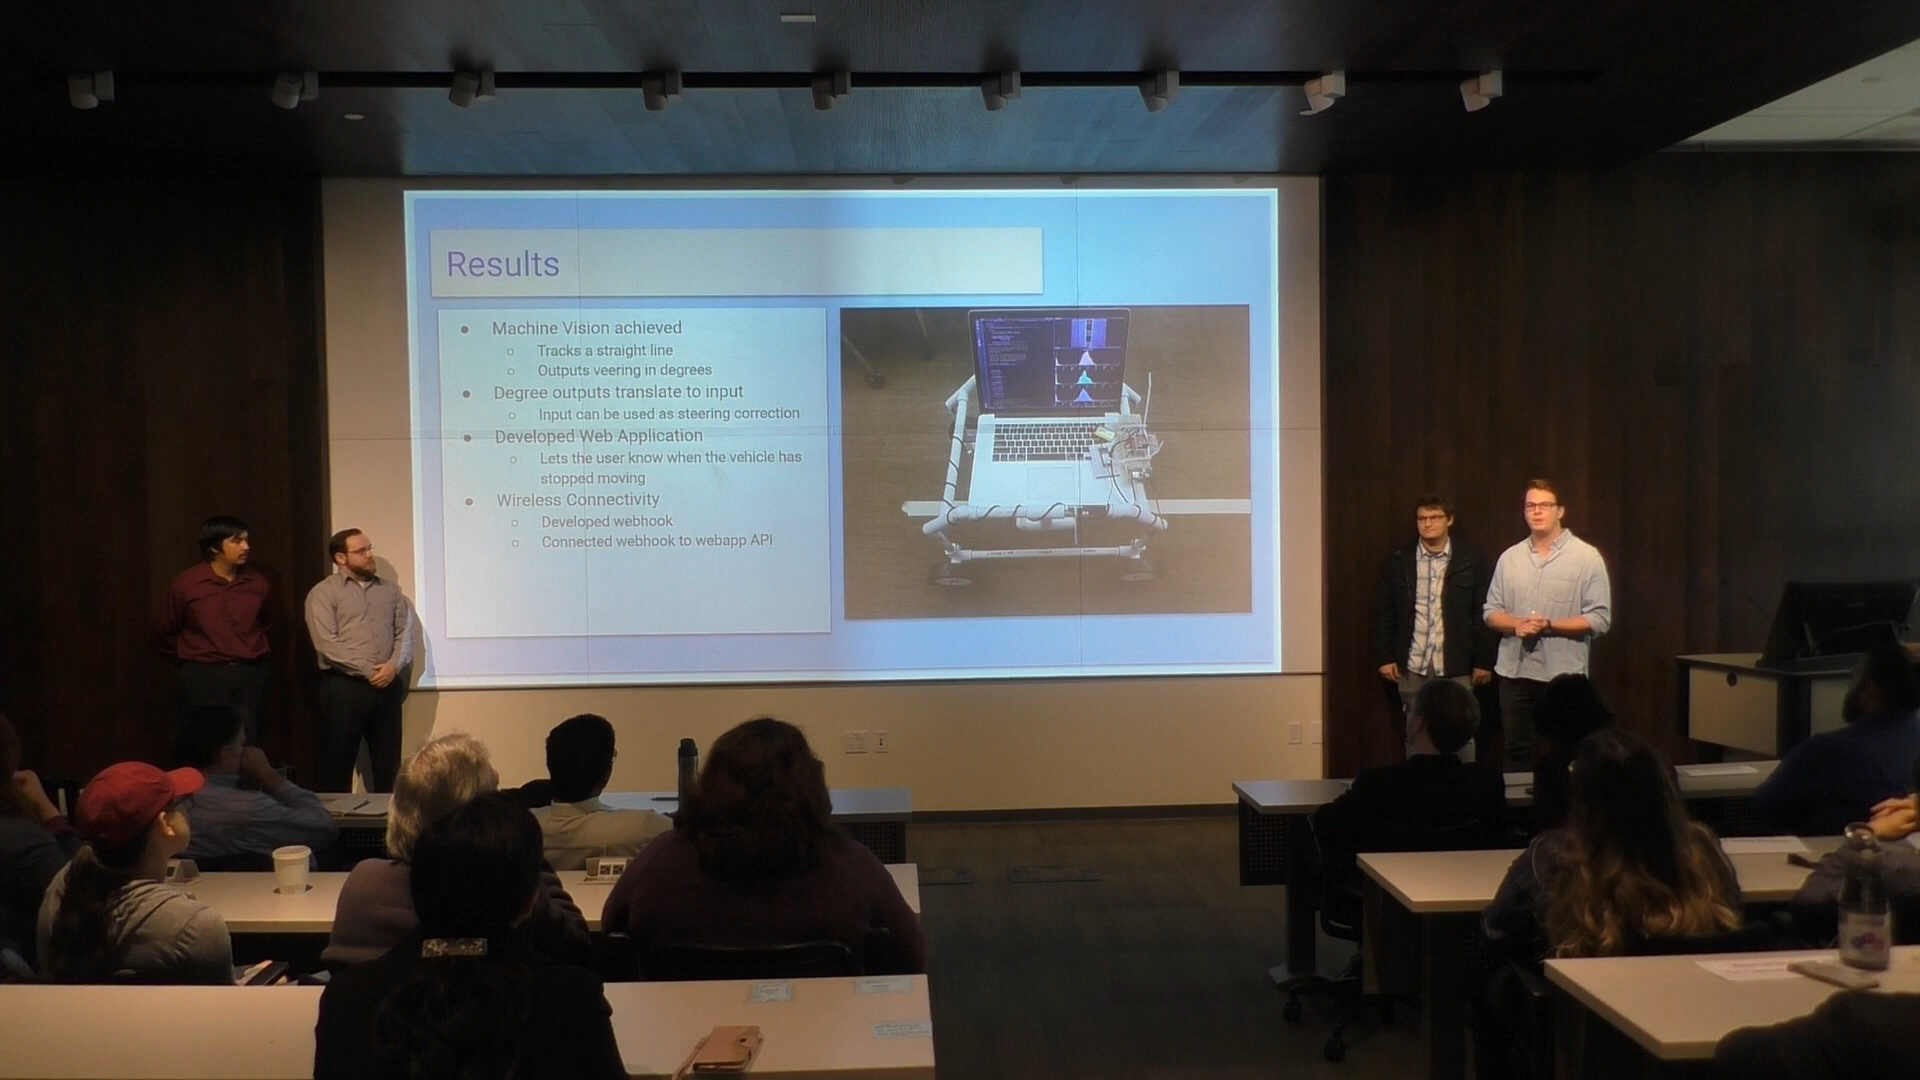 Results
Machine Vision achieved
Tracks a straight line
Outputs veering in degrees
Degree outputs translate to input
Input can be used as steering correction
Developed Web Application
Lets the user know when the vehicle has
stopped moving
Wireless Connectivity
Developed webhook
Connected webhook to webapp API